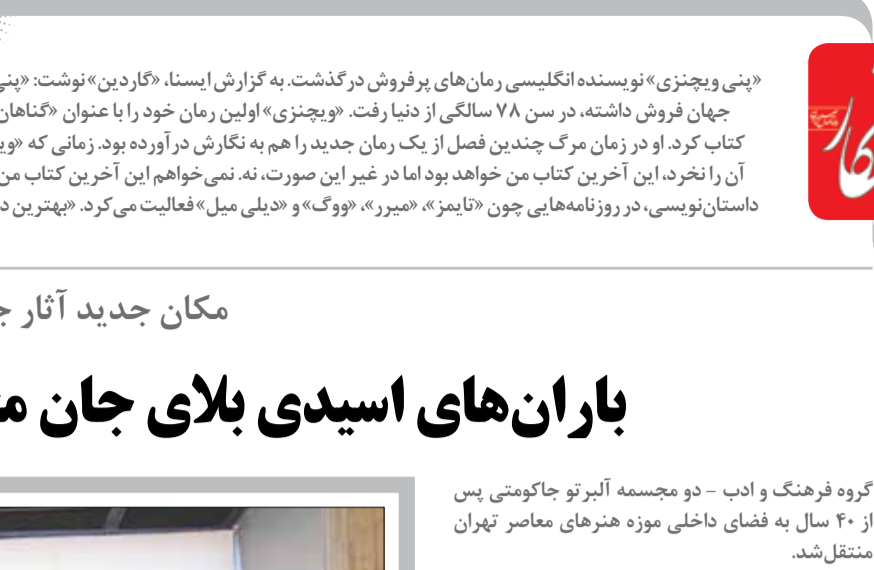 «پنی ویچنزی» نویسنده انگلیسی رمان‌های پرفروش درگذشت. به گزارش ایسنا، «گاردین» نوشت: «پنی
جهان فروش داشته، در سن ۷۸ سالگی از دنیا رفت. «ویچنزی» اولین رمان خود را با عنوان «گناهان
کتاب کرد. او در زمان مرگ چندین فصل از یک رمان جدید را هم به نگارش درآورده بود. زمانی که «وی
آن را نخرد، این آخرین کتاب من خواهد بود اما در غیر این صورت، نه. نمی‌خواهم این آخرین کتاب من
داستان‌نویسی، در روزنامه‌هایی چون «تایمز»، «میرر»، «ووگ» و «دیلی میل» فعالیت می‌کرد. «بهترین د
مکان جدید آثار ج
باران‌های اسیدی بلای جان م
گروه فرهنگ و ادب - دو مجسمه آلبرتو جاکومتی پس
از ۴۰ سال به فضای داخلی موزه هنرهای معاصر تهران
منتقل‌شد.